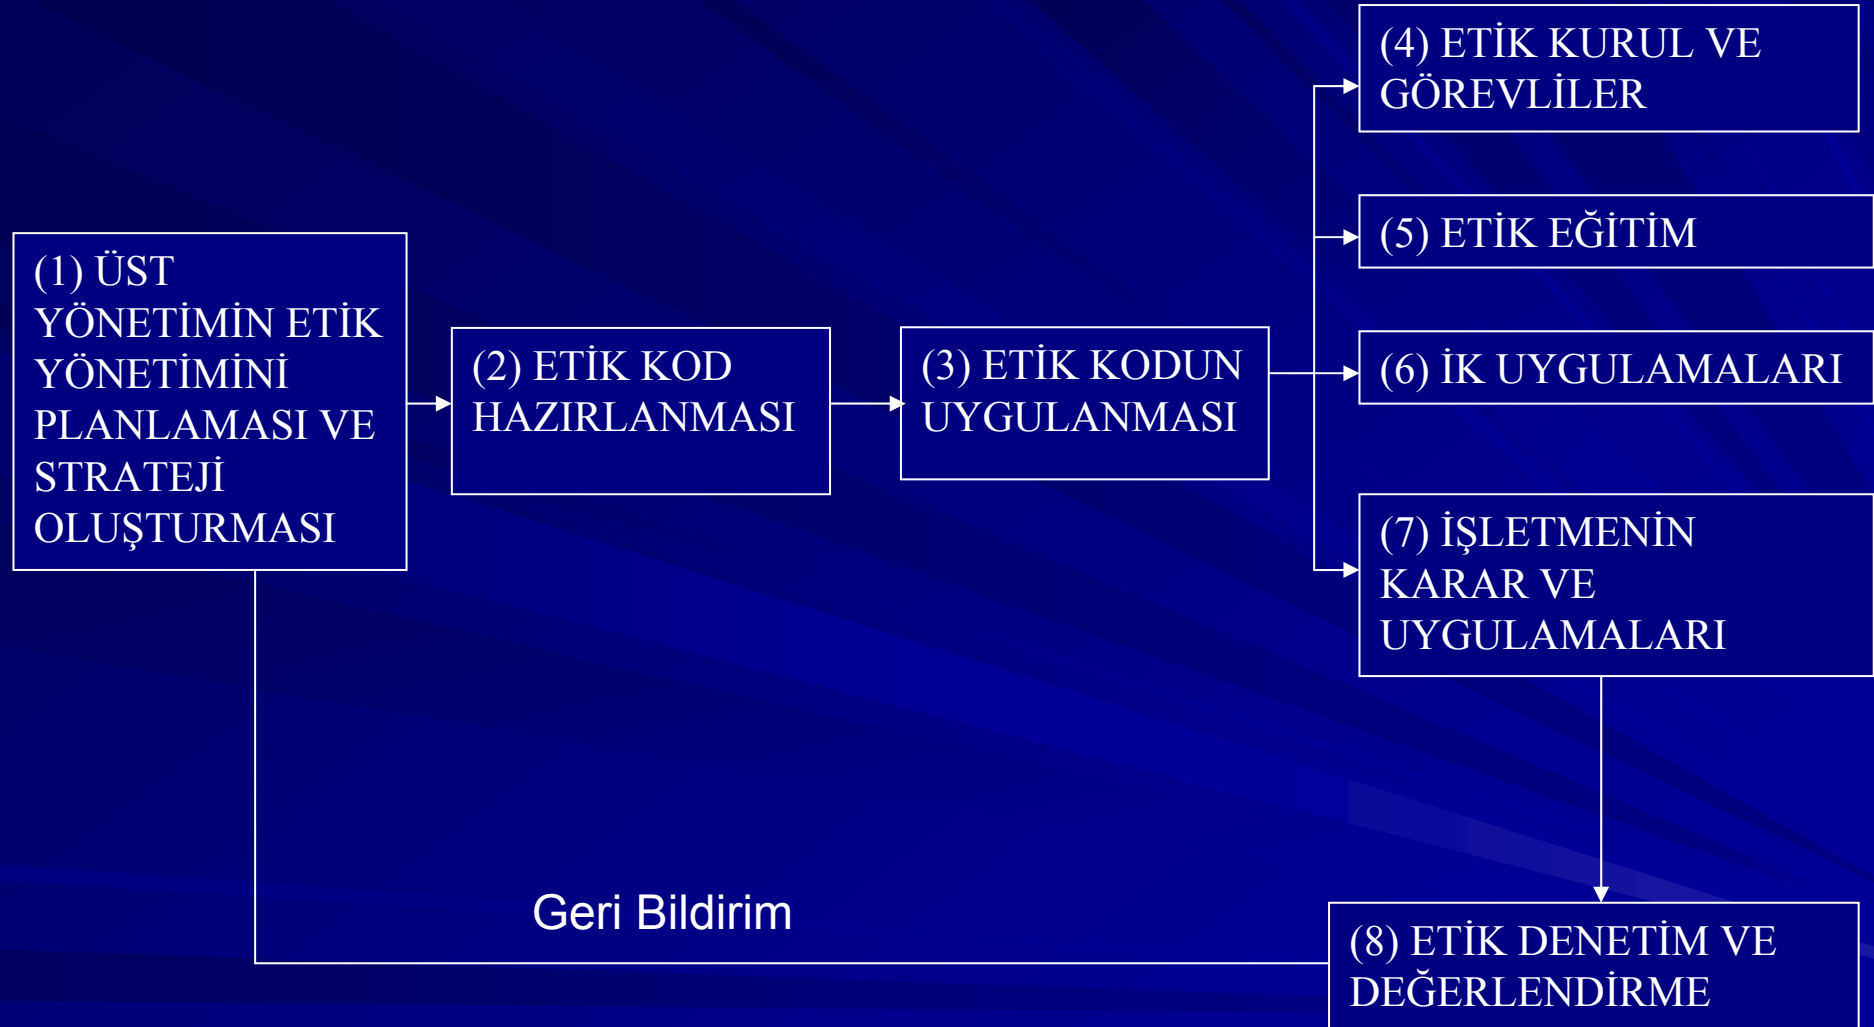 (1) ÜST
YÖNETİMİN ETİK
YÖNETİMİNİ
PLANLAMASI VE
STRATEJİ
OLUŞTURMASI
(2) ETİK KOD
HAZIRLANMASI
(3) ETİK KODUN
UYGULANMASI
(4) ETİK KURUL VE
GÖREVLİLER
(5) ETİK EĞİTİM
(6) İK UYGULAMALARI
(7) İŞLETMENİN
KARAR VE
UYGULAMALARI
Geri Bildirim
(8) ETİK DENETİM VE
DEĞERLENDİRME